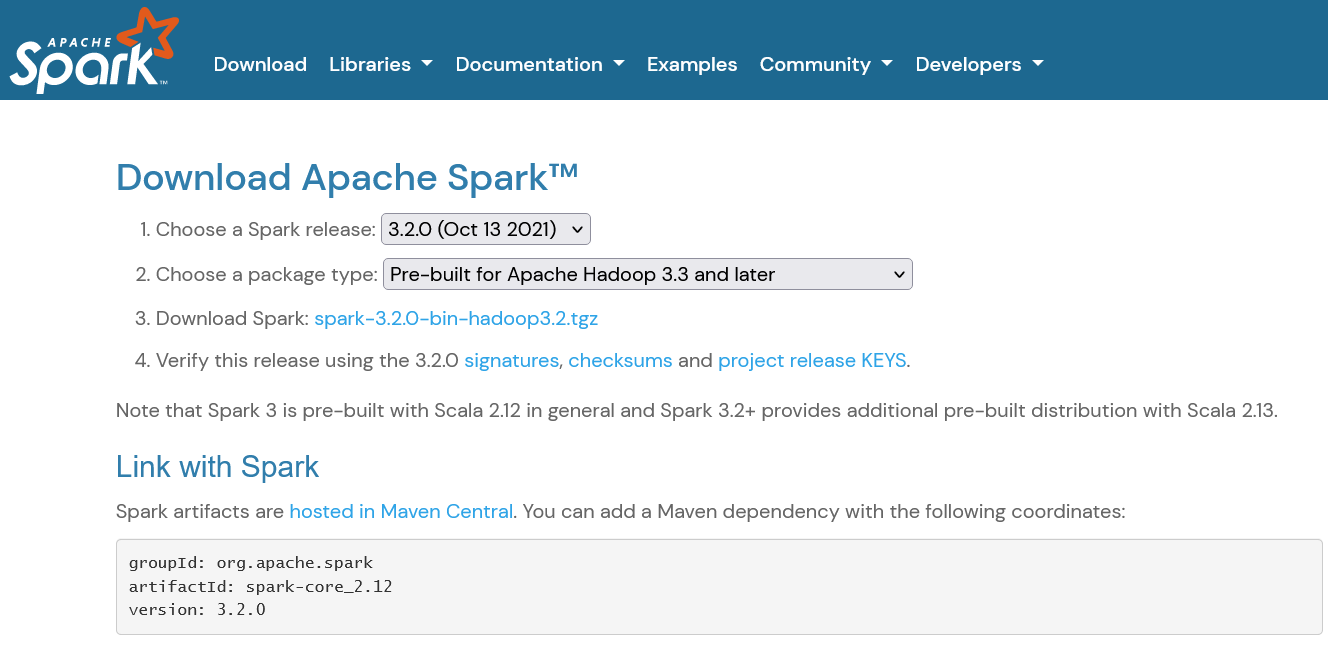 APACHE
Spark™
Download Libraries Documentation Examples Community Developers
Download Apache Spark™
1. Choose a Spark release: 3.2.0 (Oct 13 2021)
2. Choose a package type: Pre-built for Apache Hadoop 3.3 and later
3. Download Spark: spark-3.2.0-bin-hadoop3.2.tgz
4. Verify this release using the 3.2.0 signatures, checksums and project release KEYS.
Note that Spark 3 is pre-built with Scala 2.12 in general and Spark 3.2+ provides additional pre-built distribution with Scala 2.13.
Link with Spark
Spark artifacts are hosted in Maven Central. You can add a Maven dependency with the following coordinates:
groupId: org.apache.spark
artifactId: spark-core_2.12
version: 3.2.0